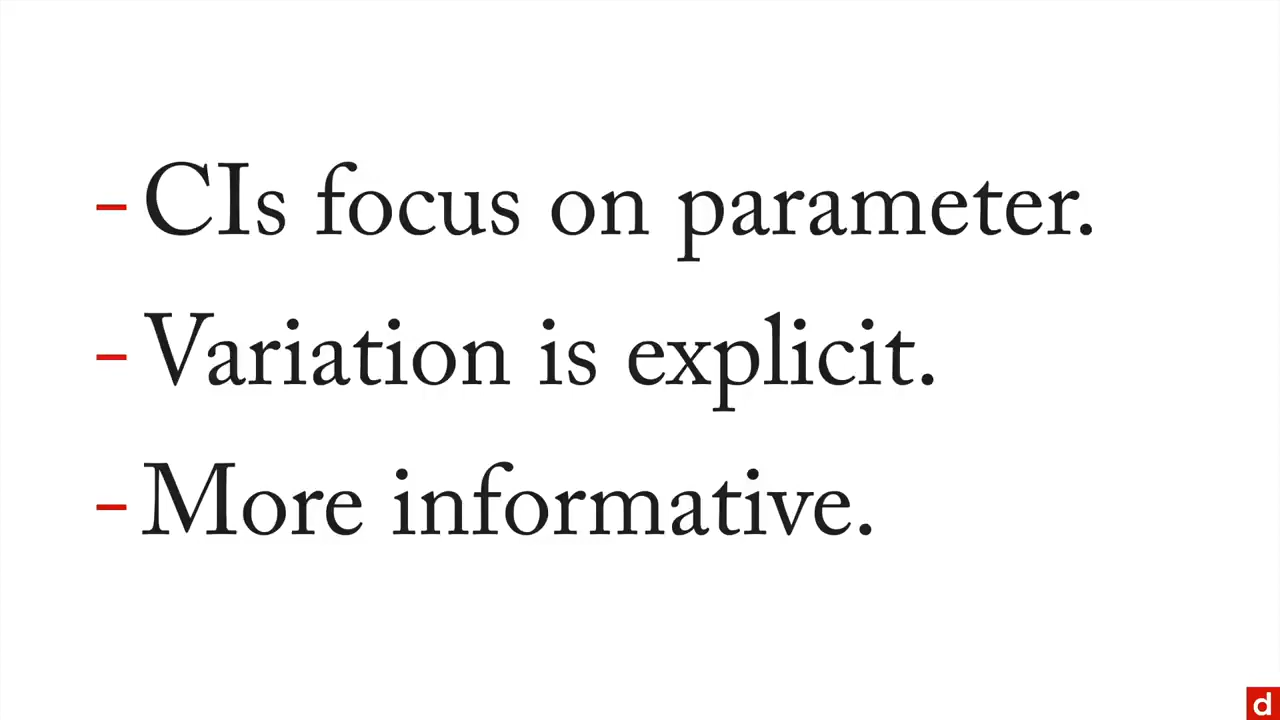 – CIs focus on parameter.
– Variation is explicit.
– More informative.
d